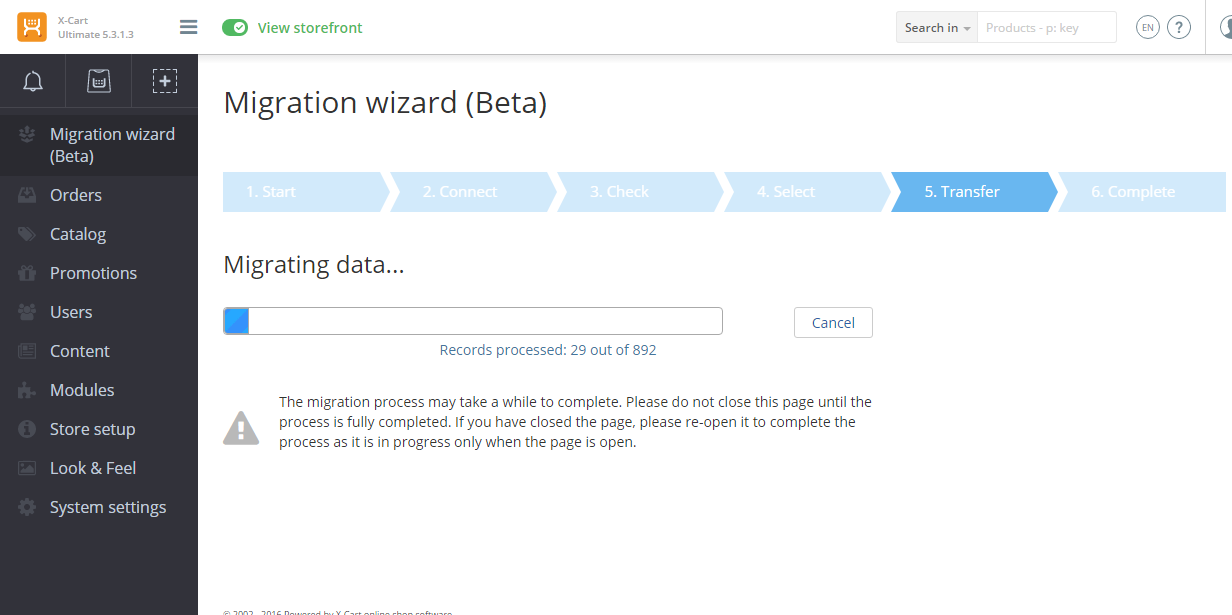 X-Cart
Ultimate 5.3.1.3
View storefront
Search in
Products - p: key
EN
?
Migration wizard
(Beta)
Orders
Catalog
Promotions
Users
Content
Modules
Store setup
Look & Feel
System settings
Migration wizard (Beta)
1. Start
2. Connect
3. Check
4. Select
5. Transfer
6. Complete
Migrating data...
Cancel
Records processed: 29 out of 892
The migration process may take a while to complete. Please do not close this page until the
process is fully completed. If you have closed the page, please re-open it to complete the
process as it is in progress only when the page is open.
© 2002 - 2016 Powered by X-Cart online shop software